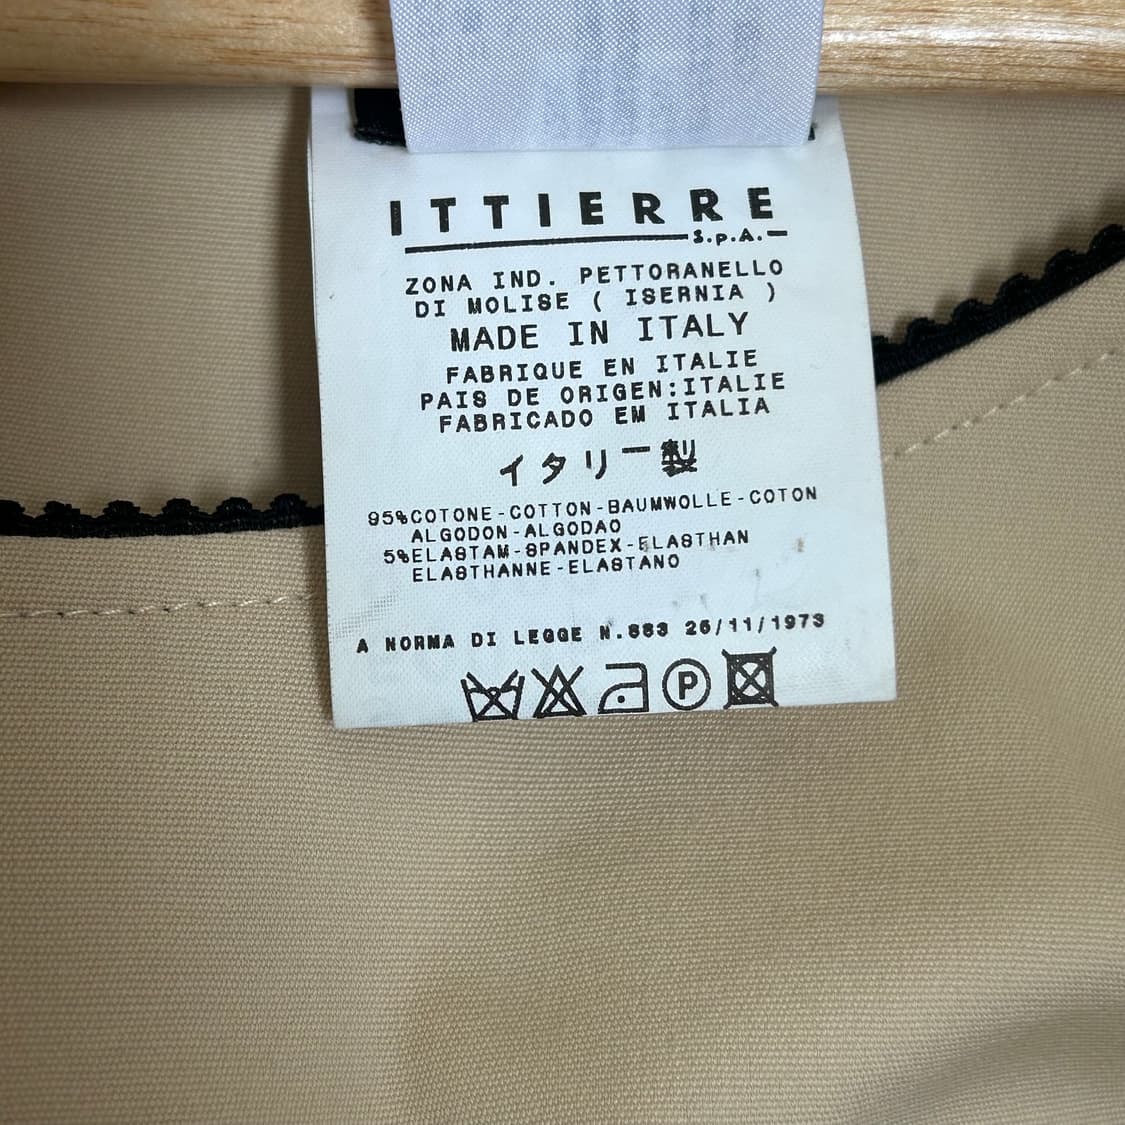 ITTIERRE
S.p.A.
ZONA IND. PETTORANELLO
DI MOLISE ( ISERNIA )
MADE IN ITALY
FABRIQUE EN ITALIE
PAIS DE ORIGEN:ITALIE
FABRICADO EM ITALIA
イタリー製
95%COTONE-COTTON-BAUMWOLLE-COTON
ALGODON-ALGODAO
5%ELASTAM-SPANDEX-ELASTHAN
ELASTHANNE-ELASTANO
A NORMA DI LEGGE N.883 26/11/1973
P